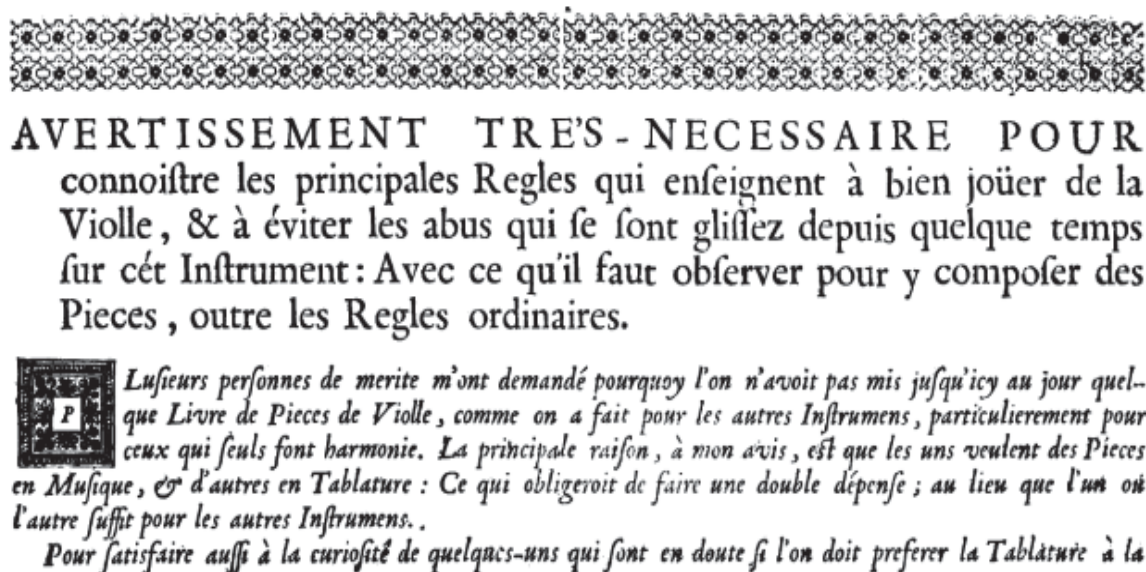 AVERTISSEMENT TRE'S-NECESSAIRE POUR
connoiſtre les principales Regles qui enſeignent à bien joüer de la
Violle, & à éviter les abus qui ſe ſont gliſſez depuis quelque temps
ſur cét Inſtrument : Avec ce qu'il faut obſerver pour y compoſer des
Pieces, outre les Regles ordinaires.
PLuſieurs perſonnes de merite m'ont demandé pourquoy l'on n'avoit pas mis juſqu'icy au jour quel-
que Livre de Pieces de Violle, comme on a fait pour les autres Inſtrumens, particulierement pour
ceux qui ſeuls font harmonie. La principale raiſon, à mon avis, eſt que les uns veulent des Pieces
en Muſique, & d'autres en Tablature : Ce qui obligeroit de faire une double dépenſe ; au lieu que l'un où
l'autre ſuffit pour les autres Inſtrumens. .
Pour ſatisfaire auſſi à la curioſité de quelques-uns qui ſont en doute ſi l'on doit preferer la Tablature à la